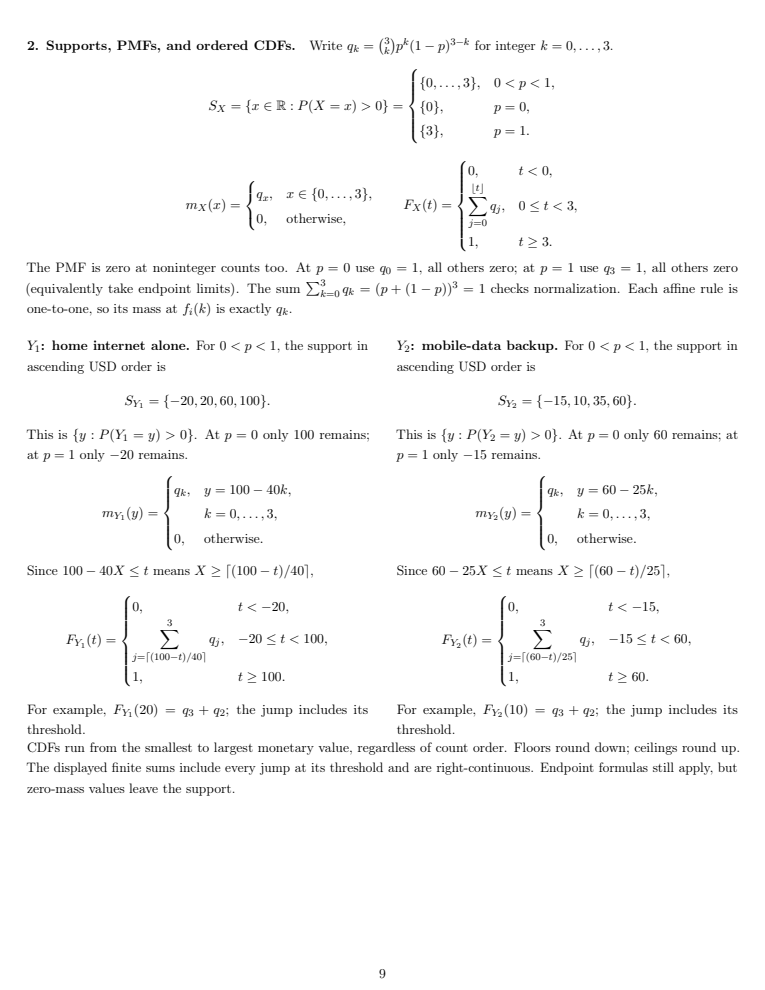 2. Supports, PMFs, and ordered CDFs. Write q_k = \binom{3}{k} p^k (1 − p)^{3−k} for integer k = 0, . . . , 3.
S_X = {x ∈ ℝ : P(X = x) > 0} = { {0, . . . , 3}, 0 < p < 1,
{0}, p = 0,
{3}, p = 1.
m_X(x) = { q_x, x ∈ {0, . . . , 3},
0, otherwise,
F_X(t) = { 0, t < 0,
\sum_{j=0}^{⌊t⌋} q_j, 0 ≤ t < 3,
1, t ≥ 3.
The PMF is zero at noninteger counts too. At p = 0 use q_0 = 1, all others zero; at p = 1 use q_3 = 1, all others zero
(equivalently take endpoint limits). The sum \sum_{k=0}^{3} q_k = (p + (1 − p))^3 = 1 checks normalization. Each affine rule is
one-to-one, so its mass at f_i(k) is exactly q_k.
Y_1: home internet alone. For 0 < p < 1, the support in
ascending USD order is
S_{Y_1} = {−20, 20, 60, 100}.
This is {y : P(Y_1 = y) > 0}. At p = 0 only 100 remains;
at p = 1 only −20 remains.
m_{Y_1}(y) = { q_k, y = 100 − 40k,
k = 0, . . . , 3,
0, otherwise.
Since 100 − 40X ≤ t means X ≥ ⌈(100 − t)/40⌉,
F_{Y_1}(t) = { 0, t < −20,
\sum_{j=⌈(100−t)/40⌉}^{3} q_j, −20 ≤ t < 100,
1, t ≥ 100.
For example, F_{Y_1}(20) = q_3 + q_2; the jump includes its
threshold.
Y_2: mobile-data backup. For 0 < p < 1, the support in
ascending USD order is
S_{Y_2} = {−15, 10, 35, 60}.
This is {y : P(Y_2 = y) > 0}. At p = 0 only 60 remains; at
p = 1 only −15 remains.
m_{Y_2}(y) = { q_k, y = 60 − 25k,
k = 0, . . . , 3,
0, otherwise.
Since 60 − 25X ≤ t means X ≥ ⌈(60 − t)/25⌉,
F_{Y_2}(t) = { 0, t < −15,
\sum_{j=⌈(60−t)/25⌉}^{3} q_j, −15 ≤ t < 60,
1, t ≥ 60.
For example, F_{Y_2}(10) = q_3 + q_2; the jump includes its
threshold.
CDFs run from the smallest to largest monetary value, regardless of count order. Floors round down; ceilings round up.
The displayed finite sums include every jump at its threshold and are right-continuous. Endpoint formulas still apply, but
zero-mass values leave the support.
9